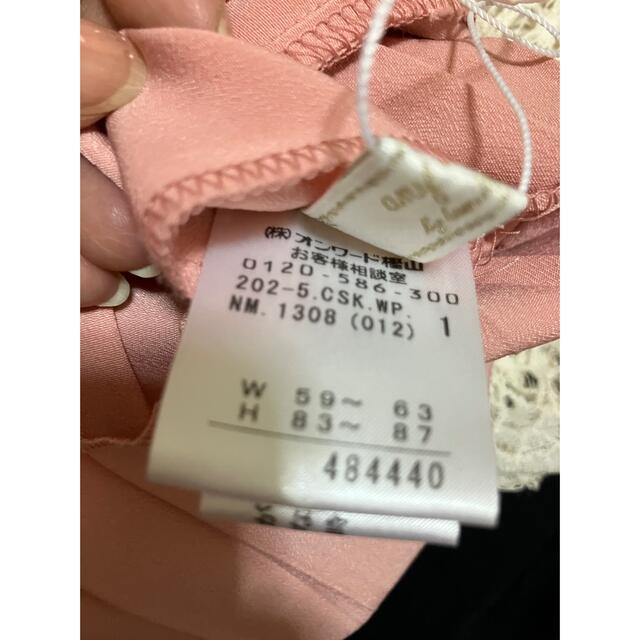 (株)オンワード樫山
お客様相談室
0120-586-300
202-5.CSK.WP.
NM.1308 (012) 1
W 59~ 63
H 83~ 87
484440